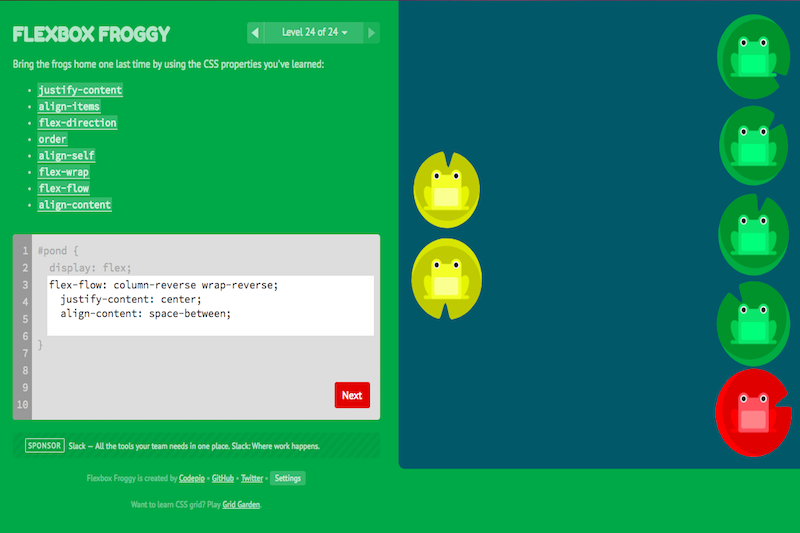 FLEXBOX FROGGY
Level 24 of 24
Bring the frogs home one last time by using the CSS properties you've learned:
• justify-content
• align-items
• flex-direction
• order
• align-self
• flex-wrap
• flex-flow
• align-content
1 #pond {
2 display: flex;
3 flex-flow: column-reverse wrap-reverse;
4 justify-content: center;
5 align-content: space-between;
6
7 }
8
9
10
Next
SPONSOR Slack — All the tools your team needs in one place. Slack: Where work happens.
Flexbox Froggy is created by Codepip • GitHub • Twitter • Settings
Want to learn CSS grid? Play Grid Garden.